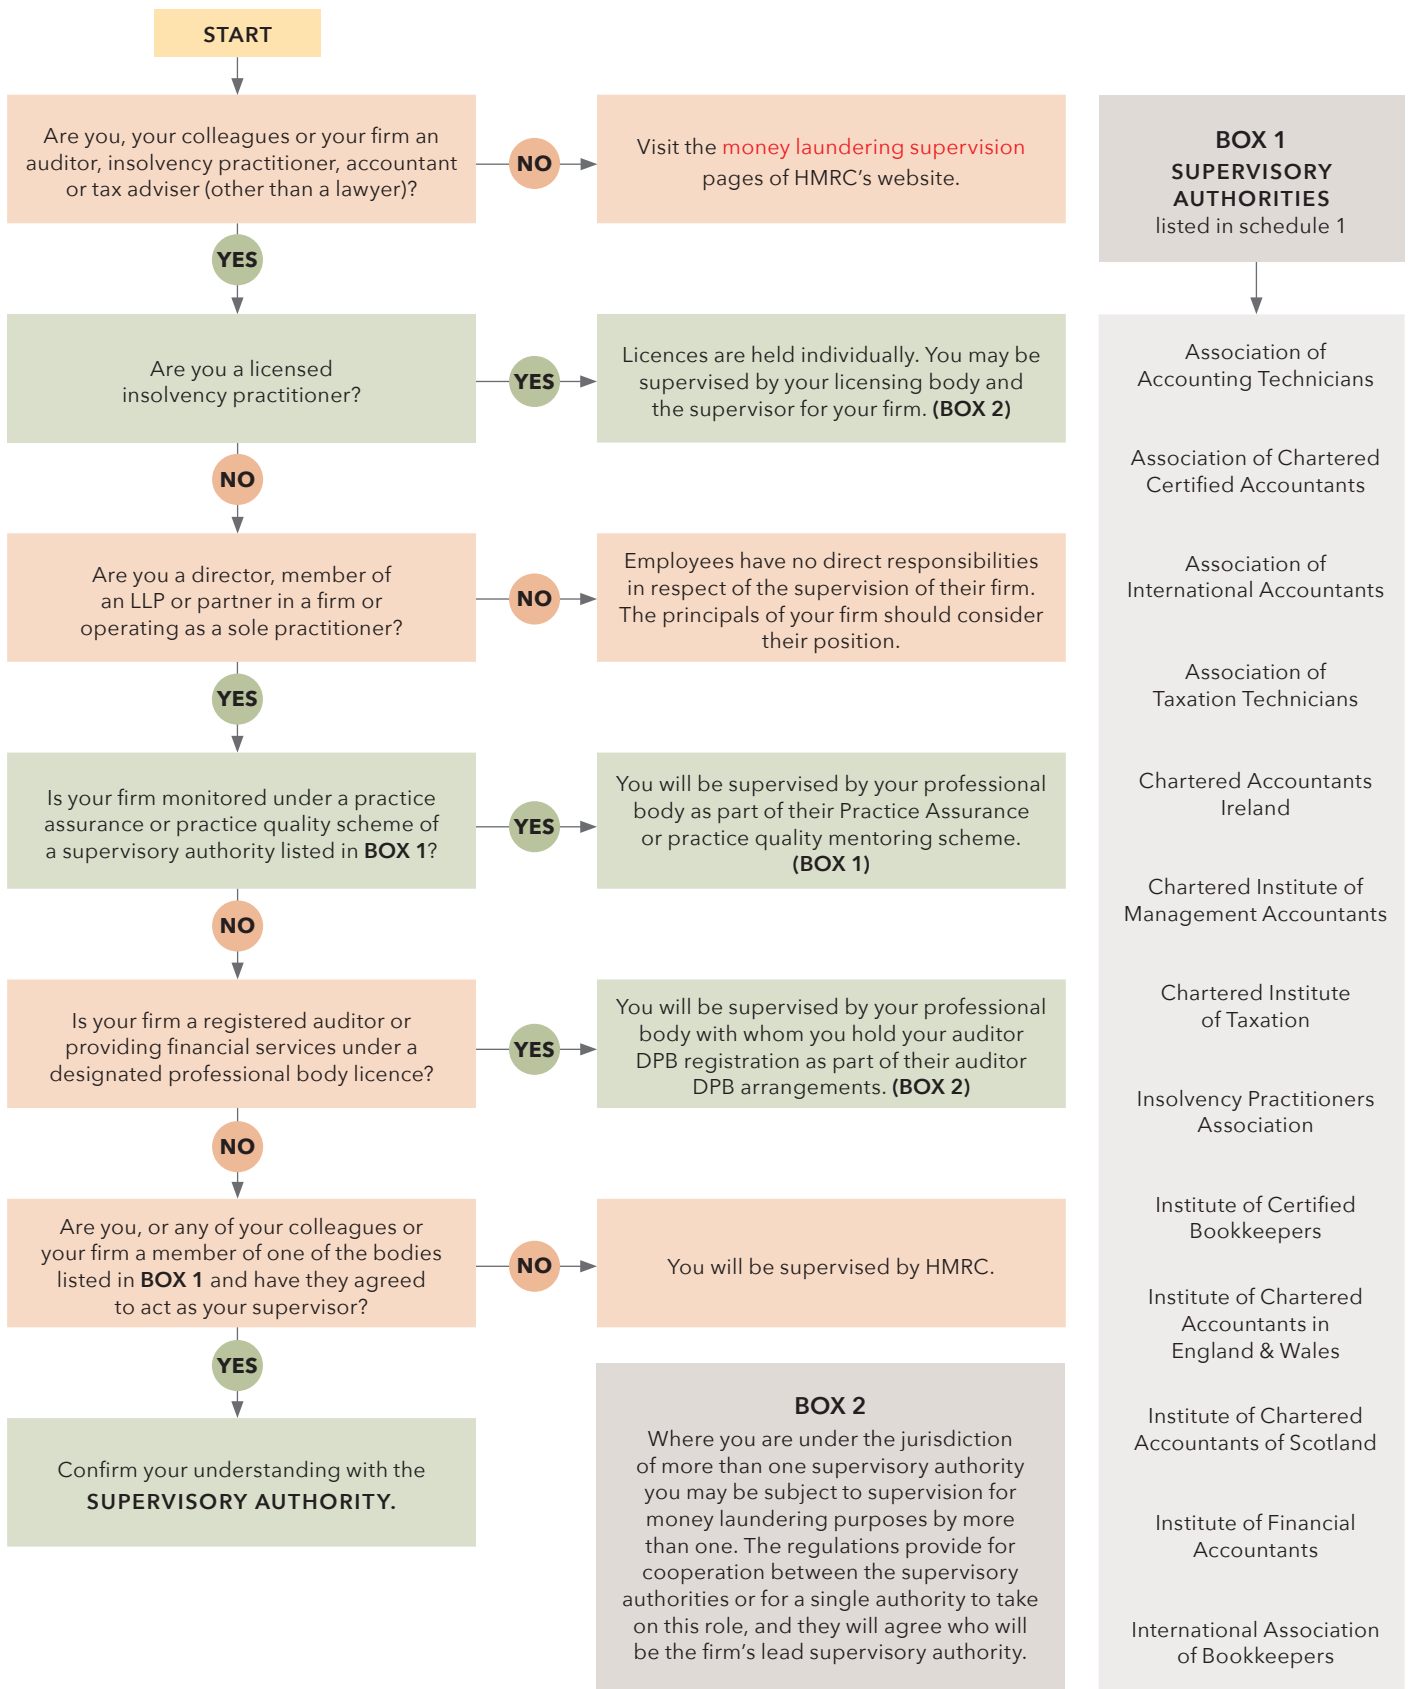 START
Are you, your colleagues or your firm an
auditor, insolvency practitioner, accountant
or tax adviser (other than a lawyer)?
NO
Visit the money laundering supervision
pages of HMRC's website.
YES
Are you a licensed
insolvency practitioner?
YES
Licences are held individually. You may be
supervised by your licensing body and
the supervisor for your firm. (BOX 2)
NO
Are you a director, member of
an LLP or partner in a firm or
operating as a sole practitioner?
NO
Employees have no direct responsibilities
in respect of the supervision of their firm.
The principals of your firm should consider
their position.
YES
Is your firm monitored under a practice
assurance or practice quality scheme of
a supervisory authority listed in BOX 1?
YES
You will be supervised by your professional
body as part of their Practice Assurance
or practice quality mentoring scheme.
(BOX 1)
NO
Is your firm a registered auditor or
providing financial services under a
designated professional body licence?
YES
You will be supervised by your professional
body with whom you hold your auditor
DPB registration as part of their auditor
DPB arrangements. (BOX 2)
NO
Are you, or any of your colleagues or
your firm a member of one of the bodies
listed in BOX 1 and have they agreed
to act as your supervisor?
NO
You will be supervised by HMRC.
YES
Confirm your understanding with the
SUPERVISORY AUTHORITY.
BOX 2
Where you are under the jurisdiction
of more than one supervisory authority
you may be subject to supervision for
money laundering purposes by more
than one. The regulations provide for
cooperation between the supervisory
authorities or for a single authority to take
on this role, and they will agree who will
be the firm's lead supervisory authority.
BOX 1
SUPERVISORY
AUTHORITIES
listed in schedule 1
Association of
Accounting Technicians
Association of Chartered
Certified Accountants
Association of
International Accountants
Association of
Taxation Technicians
Chartered Accountants
Ireland
Chartered Institute of
Management Accountants
Chartered Institute
of Taxation
Insolvency Practitioners
Association
Institute of Certified
Bookkeepers
Institute of Chartered
Accountants in
England & Wales
Institute of Chartered
Accountants of Scotland
Institute of Financial
Accountants
International Association
of Bookkeepers